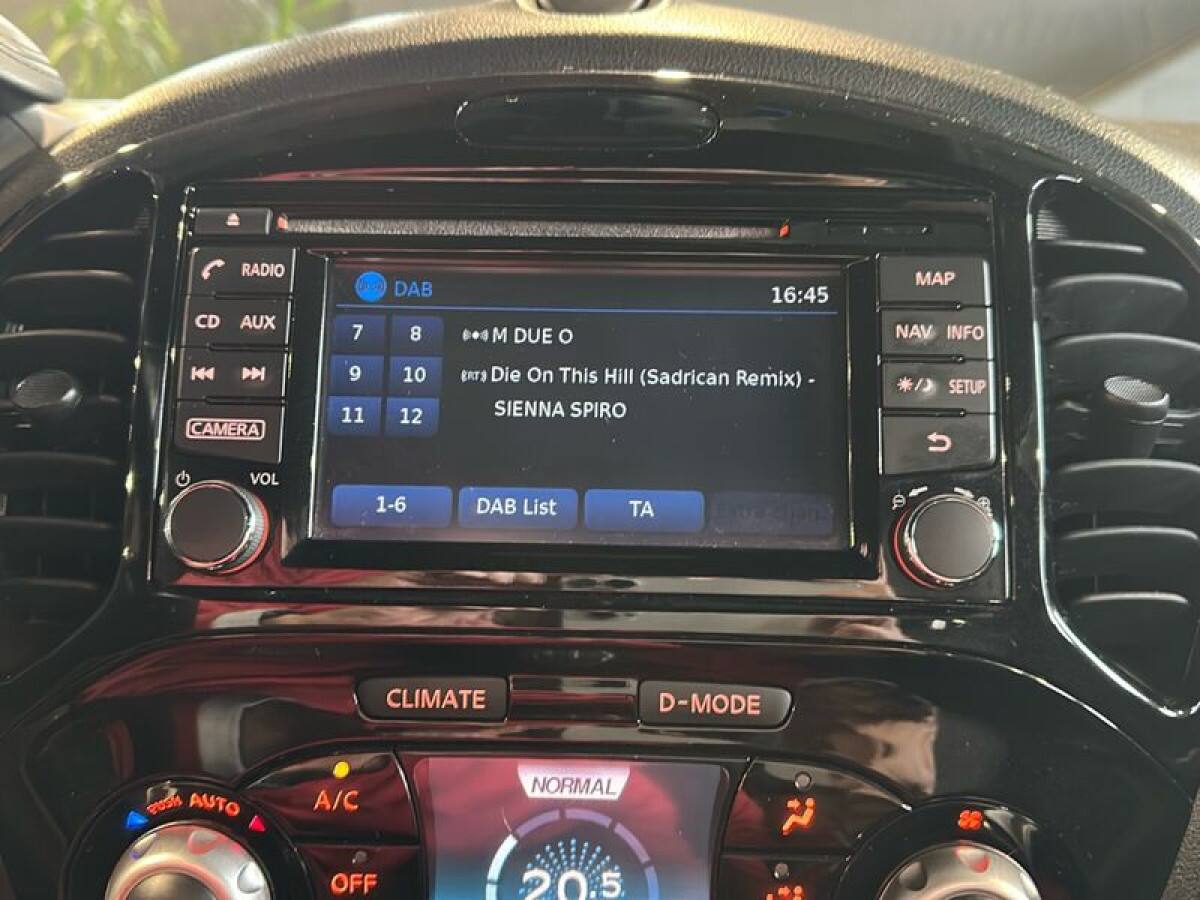 RADIO
CD AUX
CAMERA
VOL
DAB
16:45
7 8
9 10
11 12
M DUE O
Die On This Hill (Sadrican Remix) -
SIENNA SPIRO
1-6 DAB List TA
MAP
NAV INFO
SETUP
CLIMATE D-MODE
PUSH AUTO
A/C
OFF
NORMAL
20.5